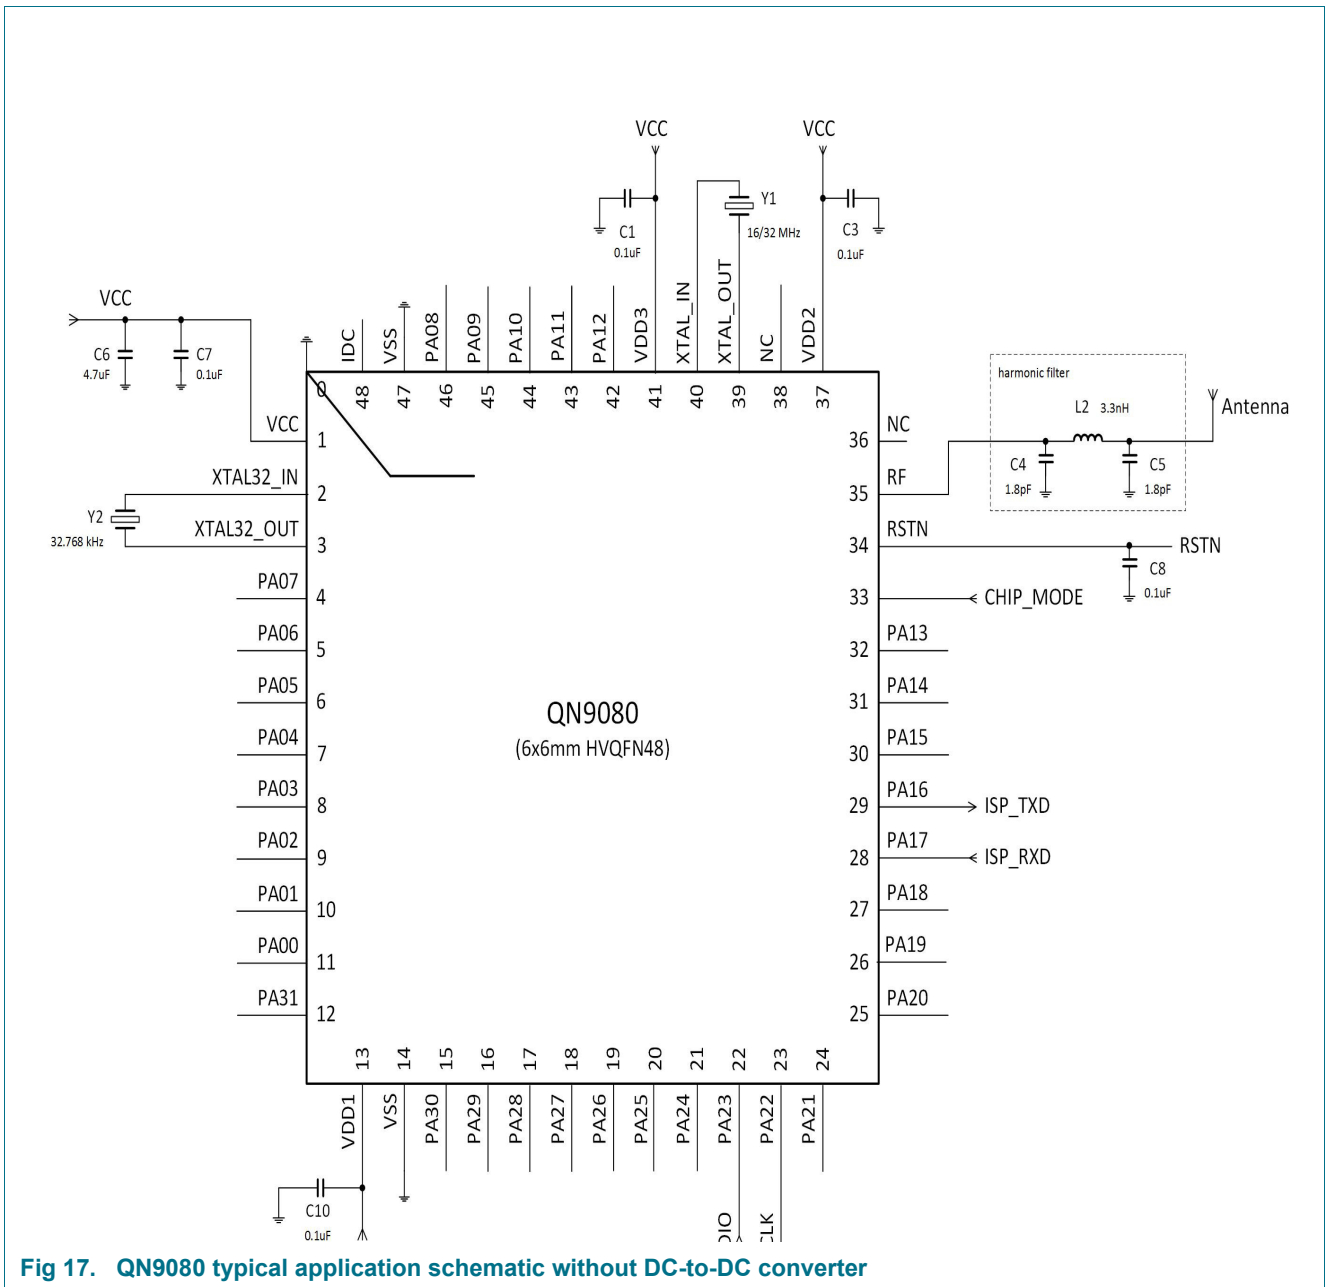 VCC
VCC
C1
0.1uF
Y1
16/32 MHz
C3
0.1uF
VCC
C6
4.7uF
C7
0.1uF
IDC
VSS
PA08
PA09
PA10
PA11
PA12
VDD3
XTAL_IN
XTAL_OUT
NC
VDD2
0
48
47
46
45
44
43
42
41
40
39
38
37
harmonic filter
L2 3.3nH
C4
1.8pF
C5
1.8pF
Antenna
VCC
1
XTAL32_IN
2
XTAL32_OUT
3
Y2
32.768 kHz
PA07
4
PA06
5
PA05
6
PA04
7
PA03
8
PA02
9
PA01
10
PA00
11
PA31
12
QN9080
(6x6mm HVQFN48)
36
NC
35
RF
34
RSTN
RSTN
C8
0.1uF
33
CHIP_MODE
32
PA13
31
PA14
30
PA15
29
PA16
ISP_TXD
28
PA17
ISP_RXD
27
PA18
26
PA19
25
PA20
13
14
15
16
17
18
19
20
21
22
23
24
VDD1
VSS
PA30
PA29
PA28
PA27
PA26
PA25
PA24
PA23
PA22
PA21
C10
0.1uF
DIO
CLK
Fig 17. QN9080 typical application schematic without DC-to-DC converter